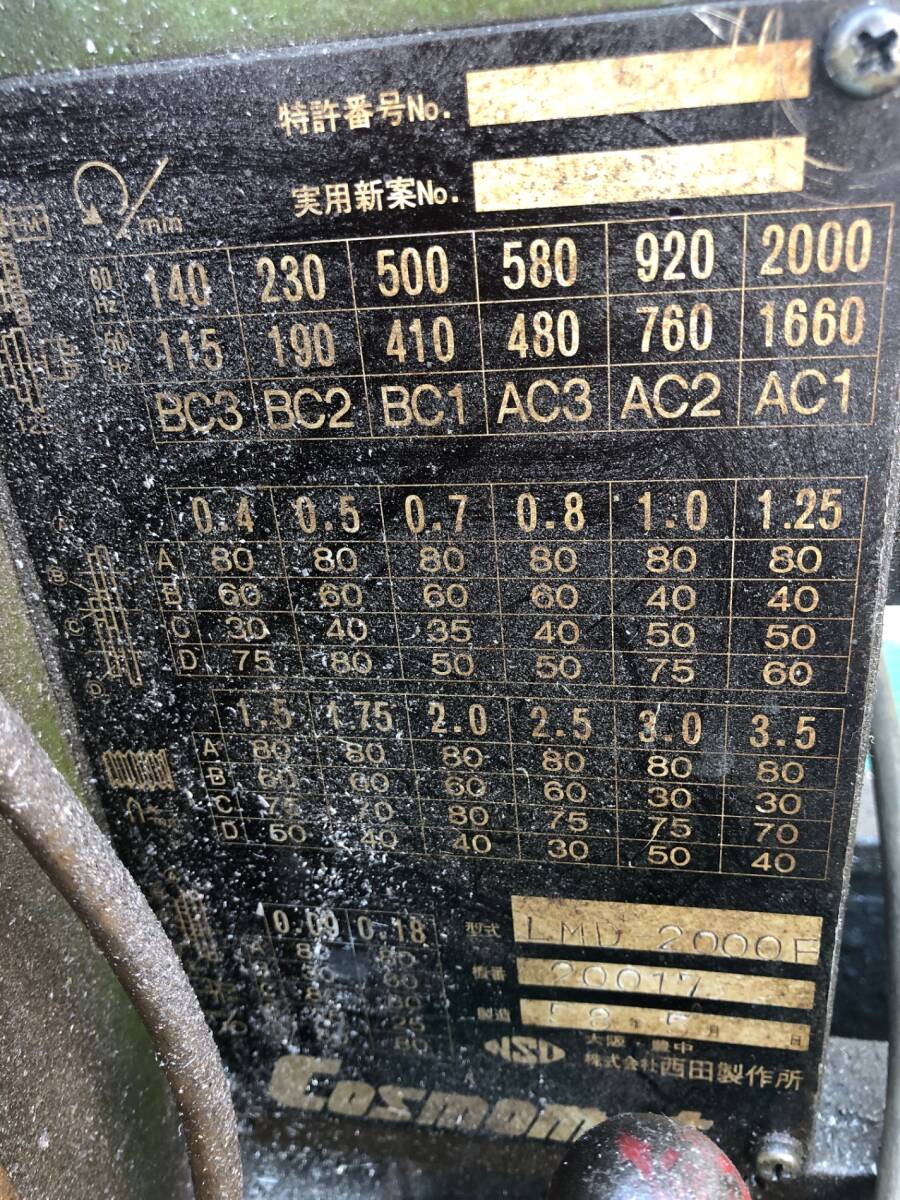 特許番号No.
実用新案No.
/min
60 Hz 140 230 500 580 920 2000
115 190 410 480 760 1660
BC3 BC2 BC1 AC3 AC2 AC1
0.4 0.5 0.7 0.8 1.0 1.25
A 80 80 80 80 80 80
B 60 60 60 60 40 40
C 30 40 35 40 50 50
D 75 80 50 50 75 60
1.5 1.75 2.0 2.5 3.0 3.5
A 80 80 80 80 80 80
B 60 60 60 60 30 30
C 75 70 80 75 75 70
D 50 40 40 30 50 40
0.09 0.18
型式 LMD-2000F
機番 20017
製造 年 月 日
NSD 大阪・豊中
株式会社 西田製作所